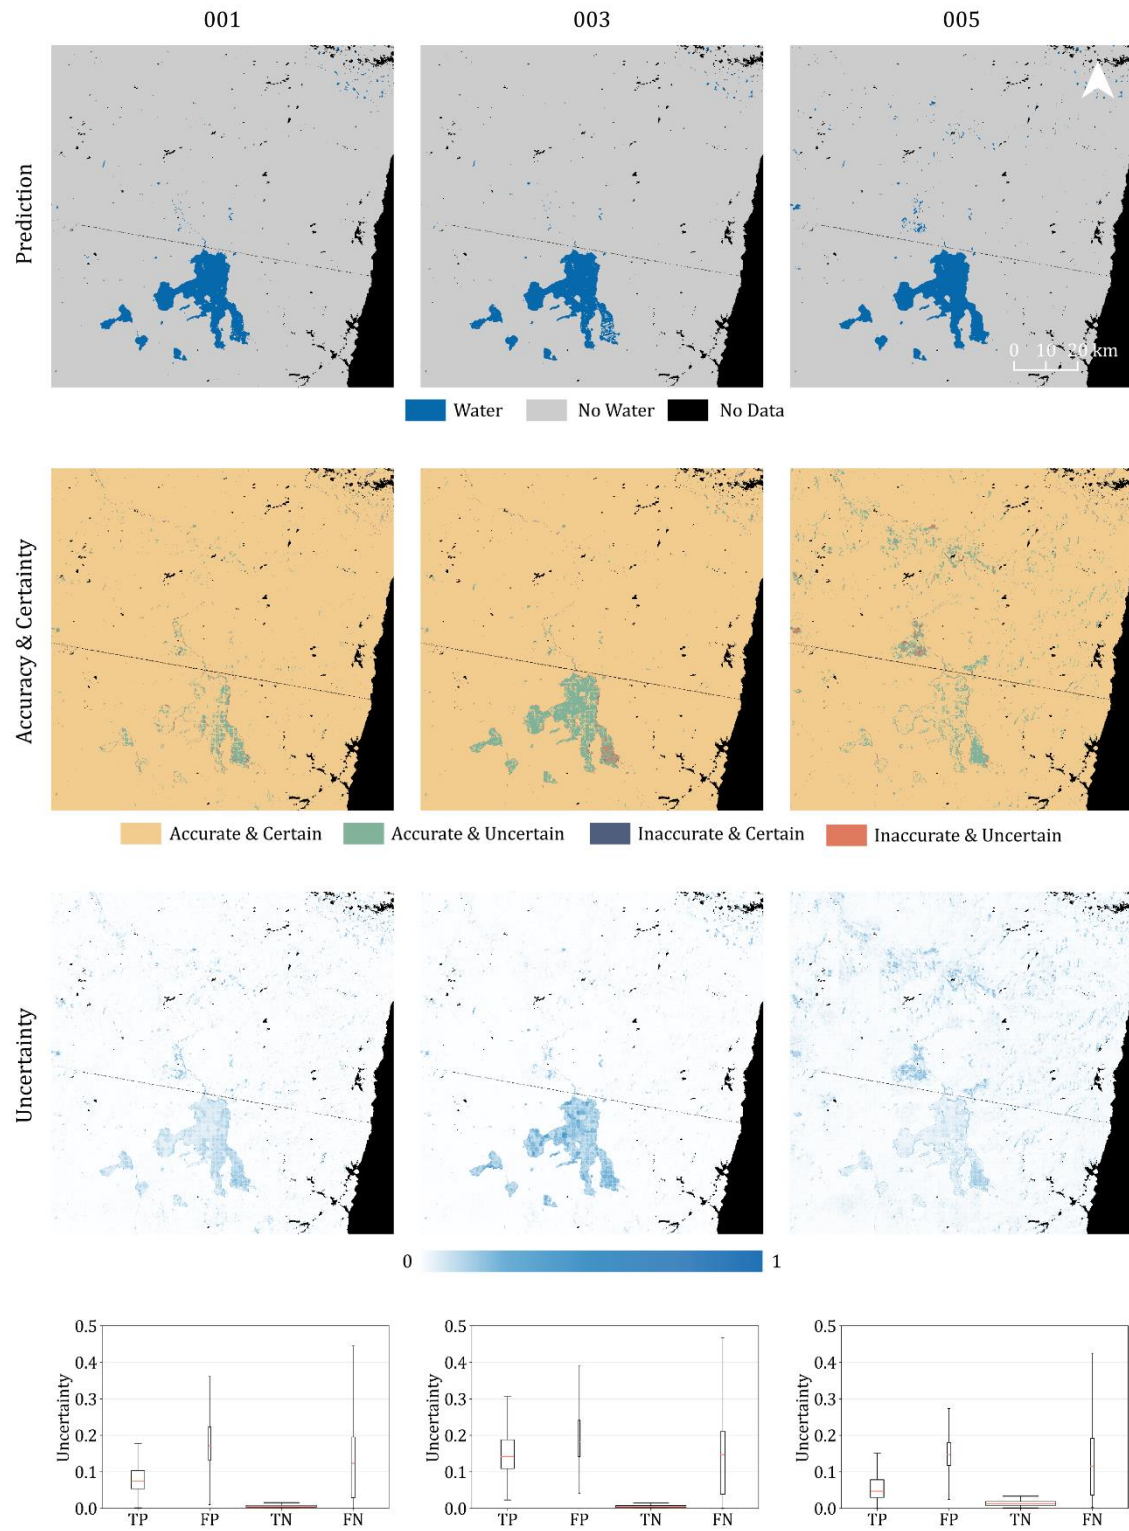 001 003 005
Prediction
0 10 20 km
Water No Water No Data
Accuracy & Certainty
Accurate & Certain Accurate & Uncertain Inaccurate & Certain Inaccurate & Uncertain
Uncertainty
0 1
0.5 0.5 0.5
0.4 0.4 0.4
0.3 0.3 0.3
Uncertainty Uncertainty Uncertainty
0.2 0.2 0.2
0.1 0.1 0.1
0.0 0.0 0.0
TP FP TN FN TP FP TN FN TP FP TN FN